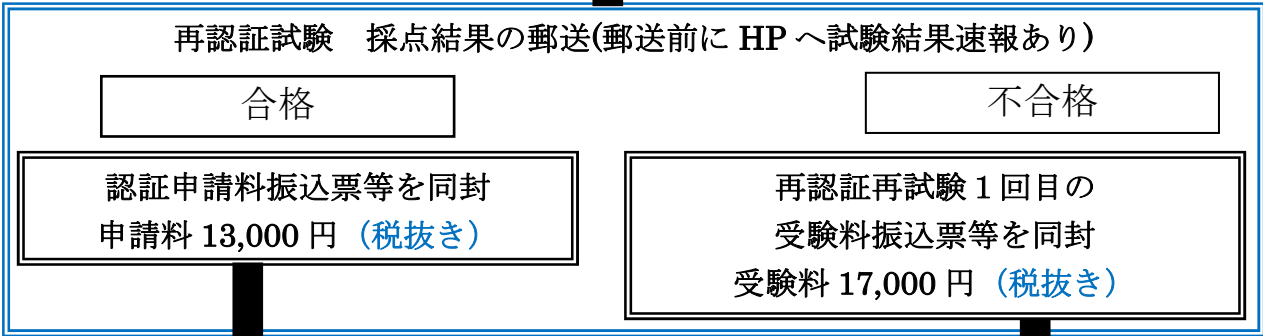 再認証試験　採点結果の郵送(郵送前に HP へ試験結果速報あり)
合格
不合格
認証申請料振込票等を同封
申請料 13,000 円（税抜き）
再認証再試験 1 回目の
受験料振込票等を同封
受験料 17,000 円（税抜き）